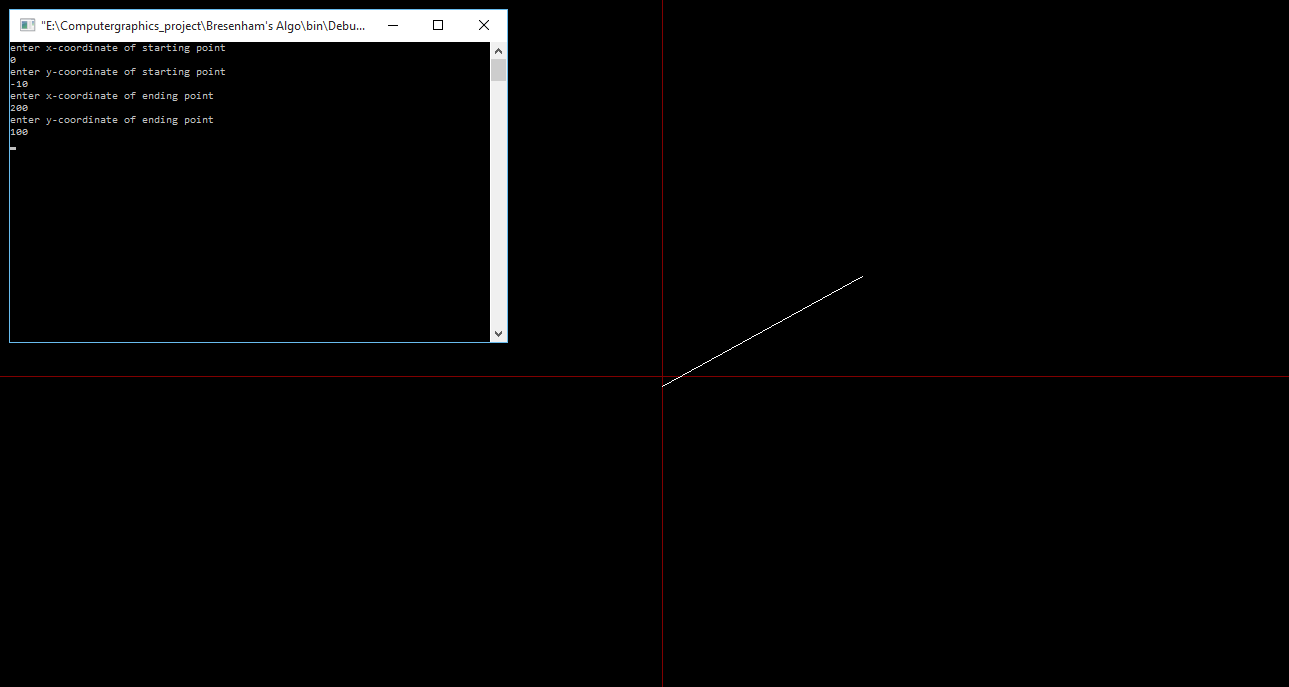 "E:\Computergraphics_project\Bresenham's Algo\bin\Debu...
enter x-coordinate of starting point
0
enter y-coordinate of starting point
-10
enter x-coordinate of ending point
200
enter y-coordinate of ending point
100